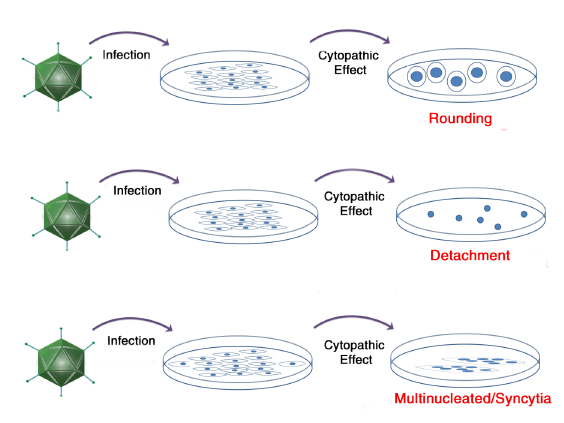 Infection
Cytopathic
Effect
Rounding
Infection
Cytopathic
Effect
Detachment
Infection
Cytopathic
Effect
Multinucleated/Syncytia